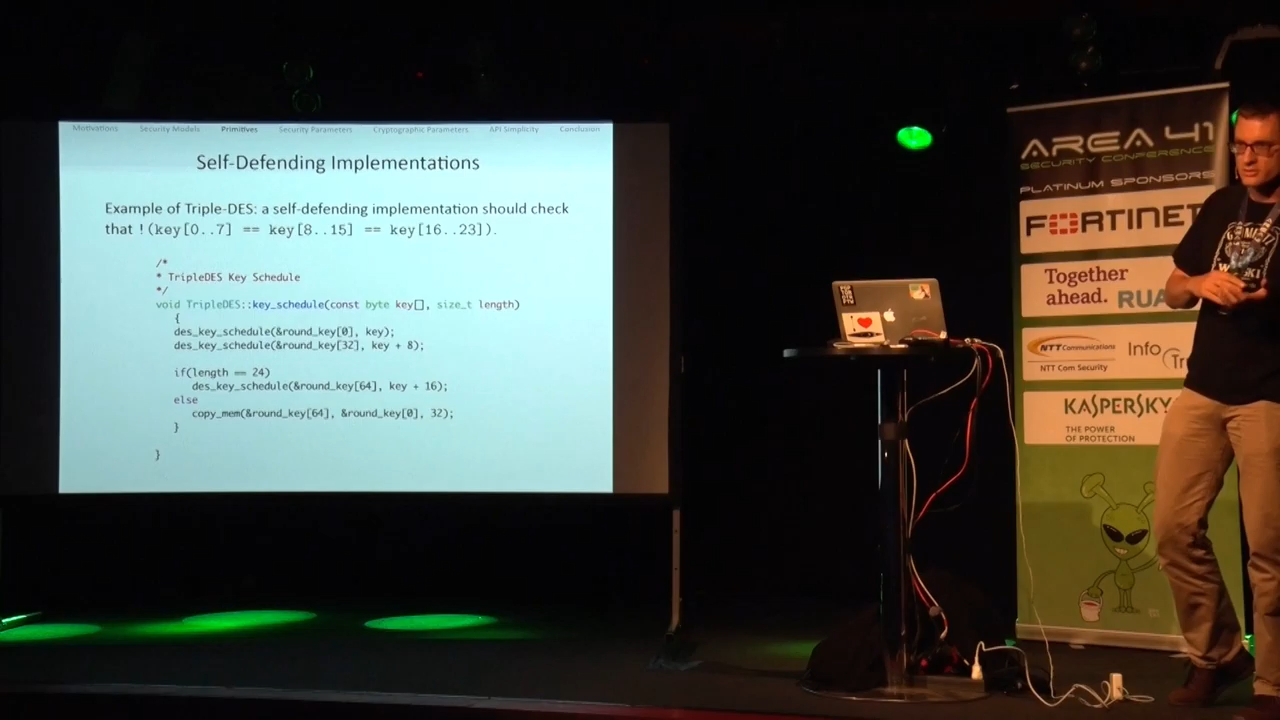 Motivations Security Models Primitives Security Parameters Cryptographic Parameters API Simplicity Conclusion
Self-Defending Implementations
Example of Triple-DES: a self-defending implementation should check
that !(key[0..7] == key[8..15] == key[16..23]).
/*
* TripleDES Key Schedule
*/
void TripleDES::key_schedule(const byte key[], size_t length)
{
des_key_schedule(&round_key[0], key);
des_key_schedule(&round_key[32], key + 8);
if(length == 24)
des_key_schedule(&round_key[64], key + 16);
else
copy_mem(&round_key[64], &round_key[0], 32);
}
}
AREA 41
SECURITY CONFERENCE
PLATINUM SPONSORS
FORTINET
Together
ahead. RUA
NTT Communications
NTT Com Security
Info
Tr
KASPERSKY
THE POWER
OF PROTECTION